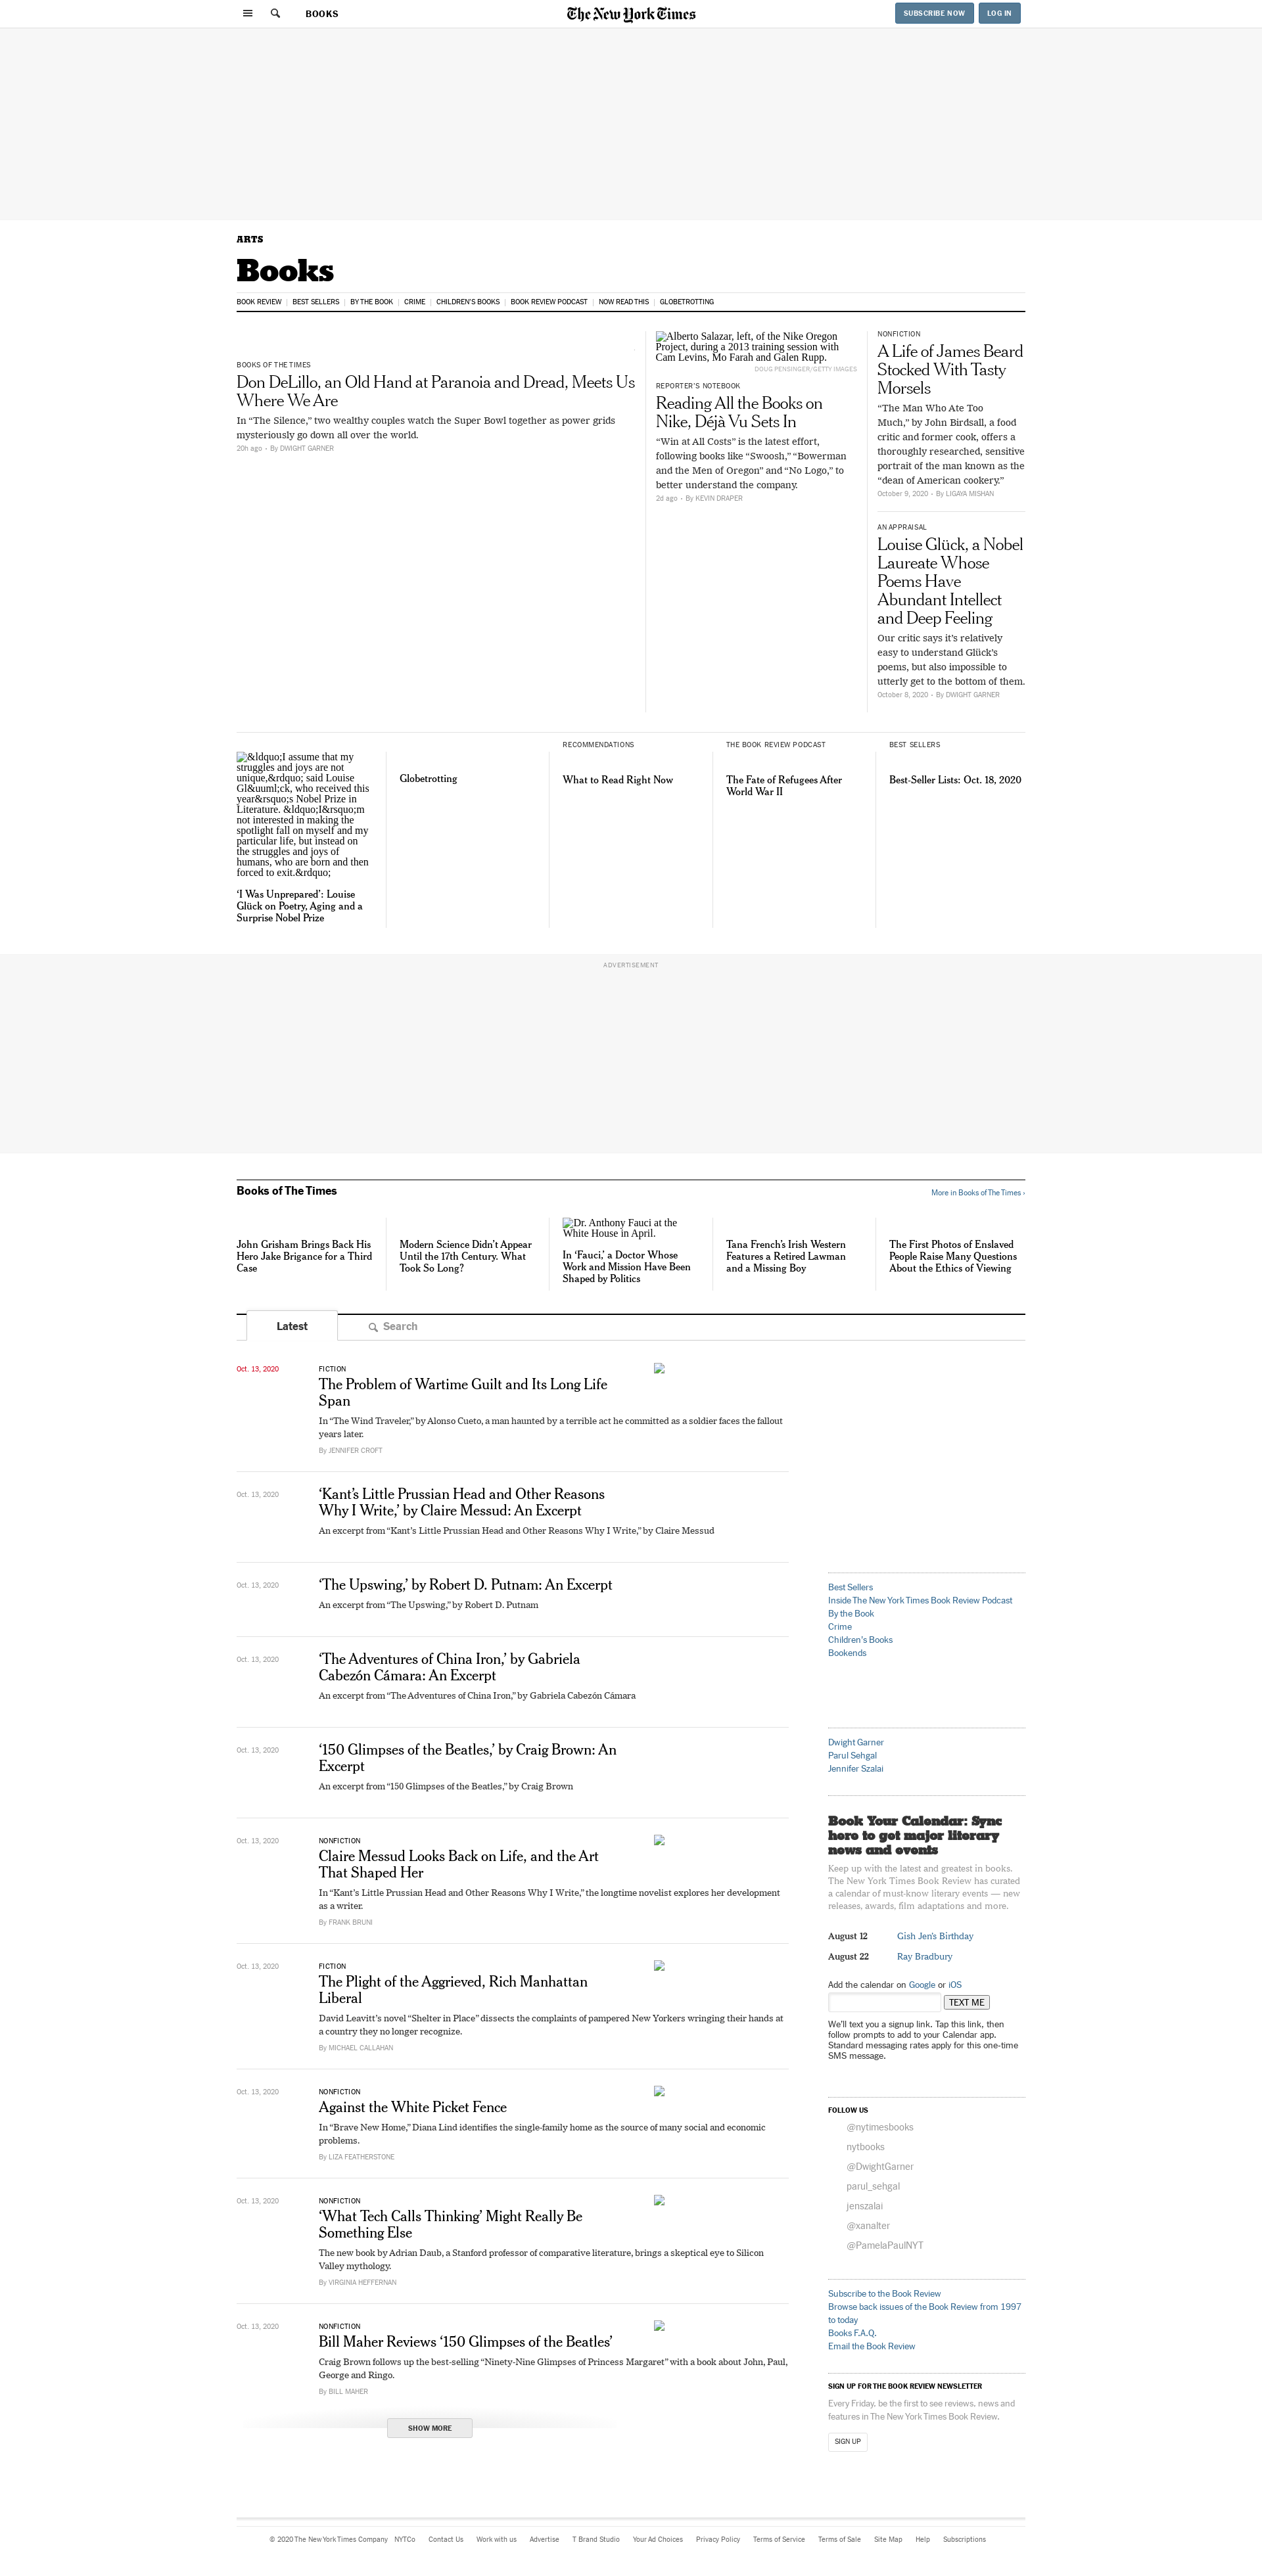 BOOKS
The New York Times
SUBSCRIBE NOW
LOG IN
ARTS
Books
BOOK REVIEW
BEST SELLERS
BY THE BOOK
CRIME
CHILDREN'S BOOKS
BOOK REVIEW PODCAST
NOW READ THIS
GLOBETROTTING
BOOKS OF THE TIMES
Don DeLillo, an Old Hand at Paranoia and Dread, Meets Us
Where We Are
In “The Silence,” two wealthy couples watch the Super Bowl together as power grids
mysteriously go down all over the world.
20h ago - By DWIGHT GARNER
Alberto Salazar, left, of the Nike Oregon
Project, during a 2013 training session with
Cam Levins, Mo Farah and Galen Rupp.
DOUG PENSINGER/GETTY IMAGES
REPORTER’S NOTEBOOK
Reading All the Books on
Nike, Déjà Vu Sets In
“Win at All Costs” is the latest effort,
following books like “Swoosh,” “Bowerman
and the Men of Oregon” and “No Logo,” to
better understand the company.
2d ago - By KEVIN DRAPER
NONFICTION
A Life of James Beard
Stocked With Tasty
Morsels
“The Man Who Ate Too
Much,” by John Birdsall, a food
critic and former cook, offers a
thoroughly researched, sensitive
portrait of the man known as the
“dean of American cookery.”
October 9, 2020 - By LIGAYA MISHAN
AN APPRAISAL
Louise Glück, a Nobel
Laureate Whose
Poems Have
Abundant Intellect
and Deep Feeling
Our critic says it’s relatively
easy to understand Glück’s
poems, but also impossible to
utterly get to the bottom of them.
October 8, 2020 - By DWIGHT GARNER
&ldquo;I assume that my
struggles and joys are not
unique,&rdquo; said Louise
Gl&uuml;ck, who received this
year&rsquo;s Nobel Prize in
Literature. &ldquo;I&rsquo;m
not interested in making the
spotlight fall on myself and my
particular life, but instead on
the struggles and joys of
humans, who are born and then
forced to exit.&rdquo;
‘I Was Unprepared’: Louise
Glück on Poetry, Aging and a
Surprise Nobel Prize
Globetrotting
RECOMMENDATIONS
What to Read Right Now
THE BOOK REVIEW PODCAST
The Fate of Refugees After
World War II
BEST SELLERS
Best-Seller Lists: Oct. 18, 2020
ADVERTISEMENT
Books of The Times
More in Books of The Times ›
John Grisham Brings Back His
Hero Jake Brigance for a Third
Case
Modern Science Didn’t Appear
Until the 17th Century. What
Took So Long?
Dr. Anthony Fauci at the
White House in April.
In ‘Fauci,’ a Doctor Whose
Work and Mission Have Been
Shaped by Politics
Tana French’s Irish Western
Features a Retired Lawman
and a Missing Boy
The First Photos of Enslaved
People Raise Many Questions
About the Ethics of Viewing
Latest
Search
Oct. 13, 2020
FICTION
The Problem of Wartime Guilt and Its Long Life
Span
In “The Wind Traveler,” by Alonso Cueto, a man haunted by a terrible act he committed as a soldier faces the fallout
years later.
By JENNIFER CROFT
Oct. 13, 2020
‘Kant’s Little Prussian Head and Other Reasons
Why I Write,’ by Claire Messud: An Excerpt
An excerpt from “Kant’s Little Prussian Head and Other Reasons Why I Write,” by Claire Messud
Oct. 13, 2020
‘The Upswing,’ by Robert D. Putnam: An Excerpt
An excerpt from “The Upswing,” by Robert D. Putnam
Oct. 13, 2020
‘The Adventures of China Iron,’ by Gabriela
Cabezón Cámara: An Excerpt
An excerpt from “The Adventures of China Iron,” by Gabriela Cabezón Cámara
Oct. 13, 2020
‘150 Glimpses of the Beatles,’ by Craig Brown: An
Excerpt
An excerpt from “150 Glimpses of the Beatles,” by Craig Brown
Oct. 13, 2020
NONFICTION
Claire Messud Looks Back on Life, and the Art
That Shaped Her
In “Kant’s Little Prussian Head and Other Reasons Why I Write,” the longtime novelist explores her development
as a writer.
By FRANK BRUNI
Oct. 13, 2020
FICTION
The Plight of the Aggrieved, Rich Manhattan
Liberal
David Leavitt’s novel “Shelter in Place” dissects the complaints of pampered New Yorkers wringing their hands at
a country they no longer recognize.
By MICHAEL CALLAHAN
Oct. 13, 2020
NONFICTION
Against the White Picket Fence
In “Brave New Home,” Diana Lind identifies the single-family home as the source of many social and economic
problems.
By LIZA FEATHERSTONE
Oct. 13, 2020
NONFICTION
‘What Tech Calls Thinking’ Might Really Be
Something Else
The new book by Adrian Daub, a Stanford professor of comparative literature, brings a skeptical eye to Silicon
Valley mythology.
By VIRGINIA HEFFERNAN
Oct. 13, 2020
NONFICTION
Bill Maher Reviews ‘150 Glimpses of the Beatles’
Craig Brown follows up the best-selling “Ninety-Nine Glimpses of Princess Margaret” with a book about John, Paul,
George and Ringo.
By BILL MAHER
SHOW MORE
Best Sellers
Inside The New York Times Book Review Podcast
By the Book
Crime
Children's Books
Bookends
Dwight Garner
Parul Sehgal
Jennifer Szalai
Book Your Calendar: Sync
here to get major literary
news and events
Keep up with the latest and greatest in books.
The New York Times Book Review has curated
a calendar of must-know literary events — new
releases, awards, film adaptations and more.
August 12 Gish Jen's Birthday
August 22 Ray Bradbury
Add the calendar on Google or iOS
TEXT ME
We’ll text you a signup link. Tap this link, then
follow prompts to add to your Calendar app.
Standard messaging rates apply for this one-time
SMS message.
FOLLOW US
@nytimesbooks
nytbooks
@DwightGarner
parul_sehgal
jenszalai
@xanalter
@PamelaPaulNYT
Subscribe to the Book Review
Browse back issues of the Book Review from 1997
to today
Books F.A.Q.
Email the Book Review
SIGN UP FOR THE BOOK REVIEW NEWSLETTER
Every Friday, be the first to see reviews, news and
features in The New York Times Book Review.
SIGN UP
© 2020 The New York Times Company NYTCo Contact Us Work with us Advertise T Brand Studio Your Ad Choices Privacy Policy Terms of Service Terms of Sale Site Map Help Subscriptions